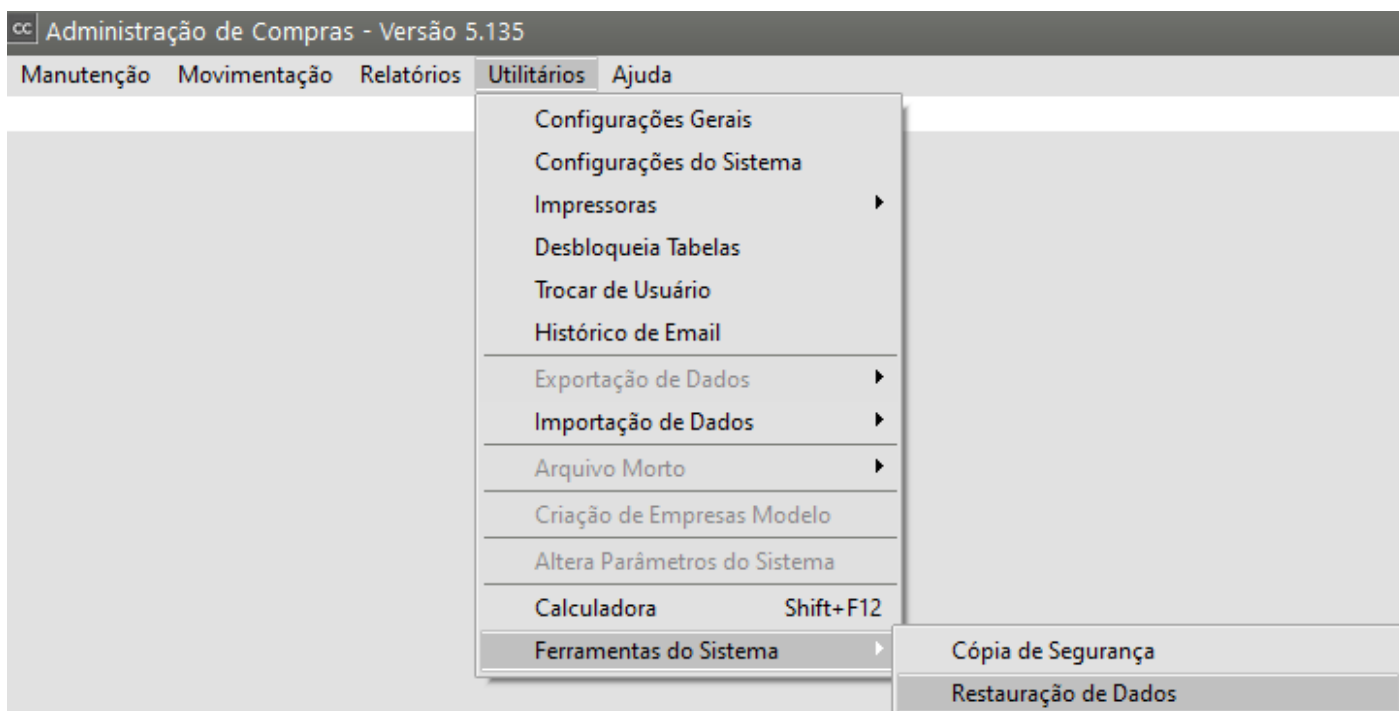 cc Administração de Compras - Versão 5.135
Manutenção Movimentação Relatórios Utilitários Ajuda
Configurações Gerais
Configurações do Sistema
Impressoras
Desbloqueia Tabelas
Trocar de Usuário
Histórico de Email
Exportação de Dados
Importação de Dados
Arquivo Morto
Criação de Empresas Modelo
Altera Parâmetros do Sistema
Calculadora Shift+F12
Ferramentas do Sistema
Cópia de Segurança
Restauração de Dados